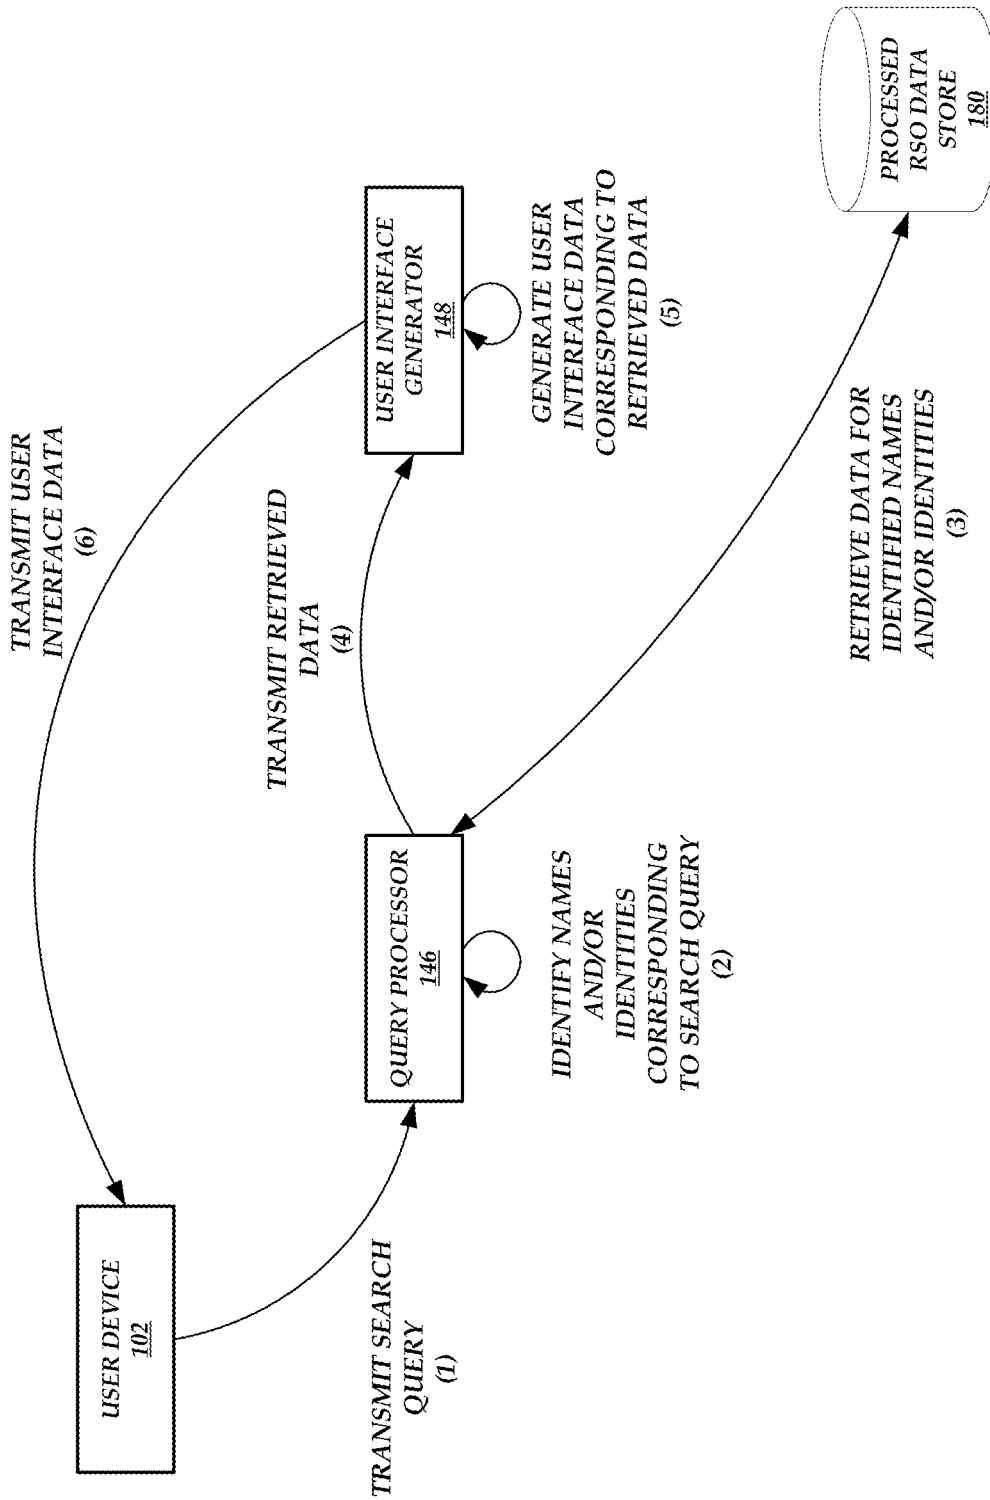 USER DEVICE
102
TRANSMIT SEARCH
QUERY
(1)
QUERY PROCESSOR
146
IDENTIFY NAMES
AND/OR
IDENTITIES
CORRESPONDING
TO SEARCH QUERY
(2)
RETRIEVE DATA FOR
IDENTIFIED NAMES
AND/OR IDENTITIES
(3)
PROCESSED
RSO DATA
STORE
180
TRANSMIT RETRIEVED
DATA
(4)
USER INTERFACE
GENERATOR
148
GENERATE USER
INTERFACE DATA
CORRESPONDING TO
RETRIEVED DATA
(5)
TRANSMIT USER
INTERFACE DATA
(6)